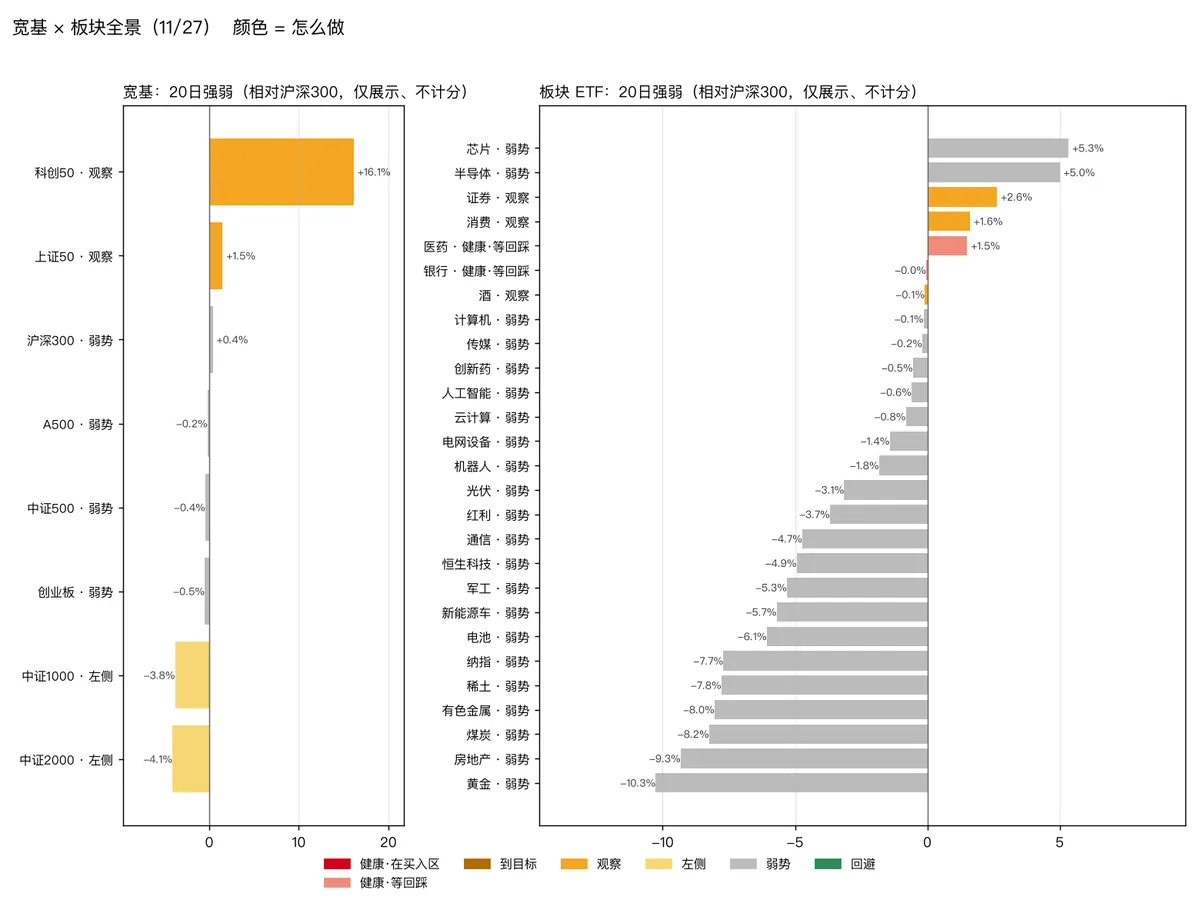 宽基 × 板块全景（11/27） 颜色 = 怎么做
宽基：20日强弱（相对沪深300，仅展示、不计分）
科创50 · 观察 +16.1%
上证50 · 观察 +1.5%
沪深300 · 弱势 +0.4%
A500 · 弱势 −0.2%
中证500 · 弱势 −0.4%
创业板 · 弱势 −0.5%
中证1000 · 左侧 −3.8%
中证2000 · 左侧 −4.1%
0 10 20
板块 ETF：20日强弱（相对沪深300，仅展示、不计分）
芯片 · 弱势 +5.3%
半导体 · 弱势 +5.0%
证券 · 观察 +2.6%
消费 · 观察 +1.6%
医药 · 健康·等回踩 +1.5%
银行 · 健康·等回踩 −0.0%
酒 · 观察 −0.1%
计算机 · 弱势 −0.1%
传媒 · 弱势 −0.2%
创新药 · 弱势 −0.5%
人工智能 · 弱势 −0.6%
云计算 · 弱势 −0.8%
电网设备 · 弱势 −1.4%
机器人 · 弱势 −1.8%
光伏 · 弱势 −3.1%
红利 · 弱势 −3.7%
通信 · 弱势 −4.7%
恒生科技 · 弱势 −4.9%
军工 · 弱势 −5.3%
新能源车 · 弱势 −5.7%
电池 · 弱势 −6.1%
纳指 · 弱势 −7.7%
稀土 · 弱势 −7.8%
有色金属 · 弱势 −8.0%
煤炭 · 弱势 −8.2%
房地产 · 弱势 −9.3%
黄金 · 弱势 −10.3%
−10 −5 0 5
健康·在买入区 到目标 观察 左侧 弱势 回避
健康·等回踩